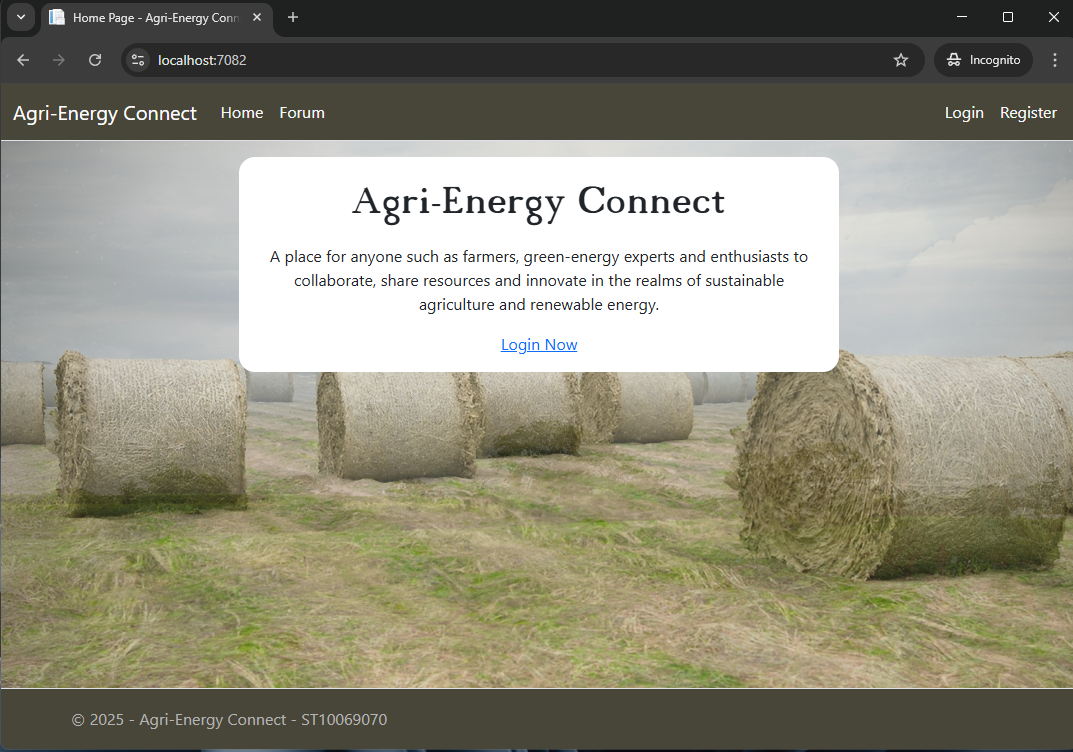 Home Page - Agri-Energy Conn
localhost:7082
Incognito
Agri-Energy Connect Home Forum Login Register
Agri-Energy Connect
A place for anyone such as farmers, green-energy experts and enthusiasts to
collaborate, share resources and innovate in the realms of sustainable
agriculture and renewable energy.
Login Now
© 2025 - Agri-Energy Connect - ST10069070